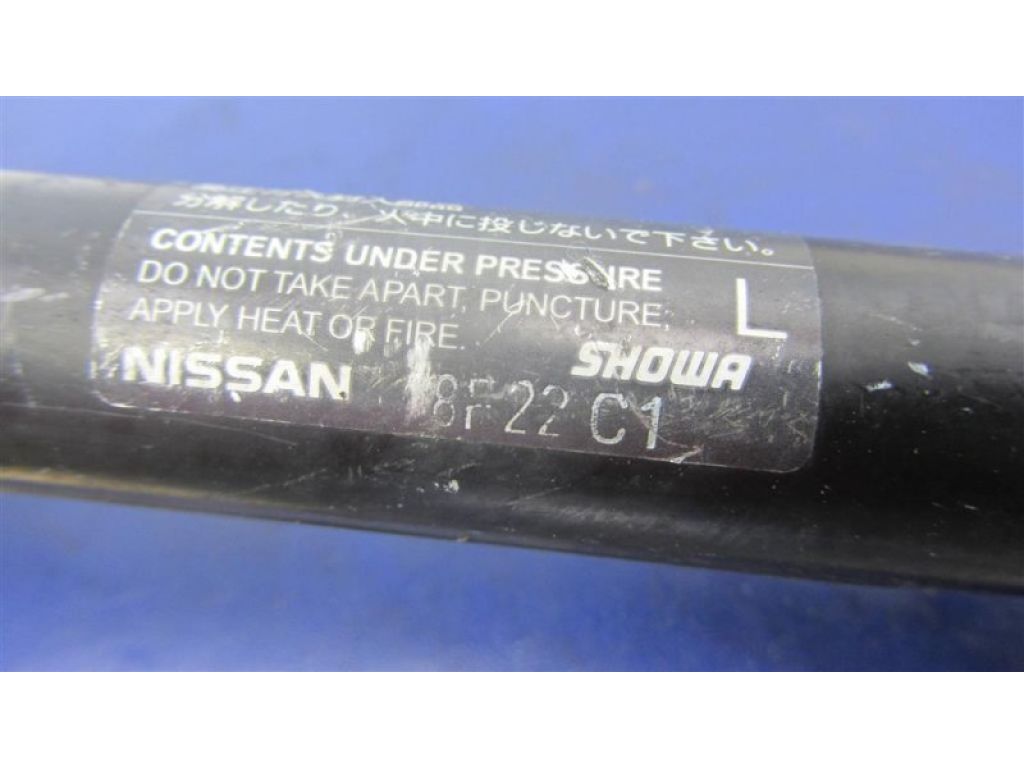 分解したり、火中に投じないで下さい。
CONTENTS UNDER PRESSURE
DO NOT TAKE APART, PUNCTURE,
APPLY HEAT OR FIRE.
L
SHOWA
NISSAN 8F22 C1